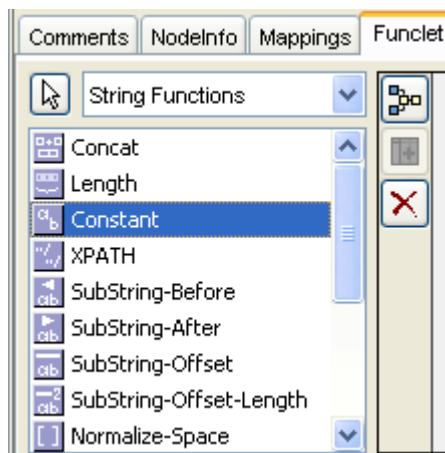 Comments NodeInfo Mappings Funclet
String Functions
Concat
Length
Constant
XPATH
SubString-Before
SubString-After
SubString-Offset
SubString-Offset-Length
Normalize-Space